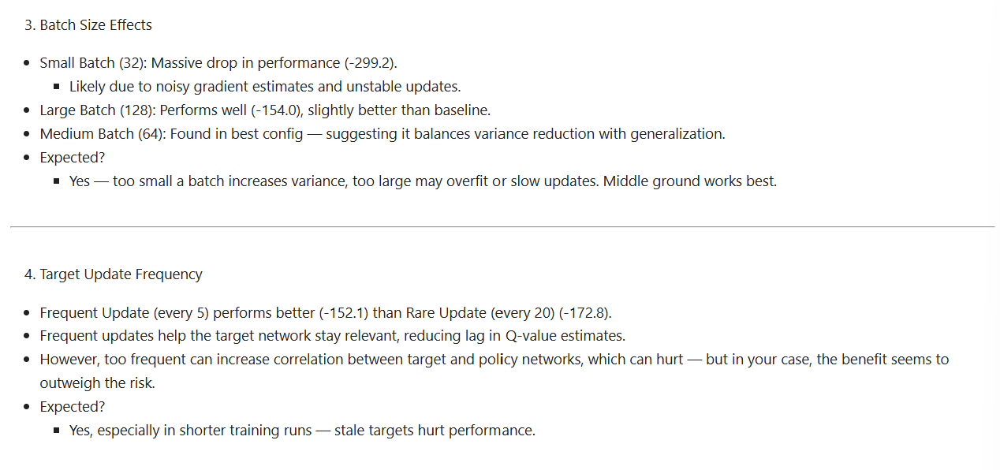 3. Batch Size Effects
• Small Batch (32): Massive drop in performance (-299.2).
▪ Likely due to noisy gradient estimates and unstable updates.
• Large Batch (128): Performs well (-154.0), slightly better than baseline.
• Medium Batch (64): Found in best config — suggesting it balances variance reduction with generalization.
• Expected?
▪ Yes — too small a batch increases variance, too large may overfit or slow updates. Middle ground works best.
4. Target Update Frequency
• Frequent Update (every 5) performs better (-152.1) than Rare Update (every 20) (-172.8).
• Frequent updates help the target network stay relevant, reducing lag in Q-value estimates.
• However, too frequent can increase correlation between target and policy networks, which can hurt — but in your case, the benefit seems to
outweigh the risk.
• Expected?
▪ Yes, especially in shorter training runs — stale targets hurt performance.